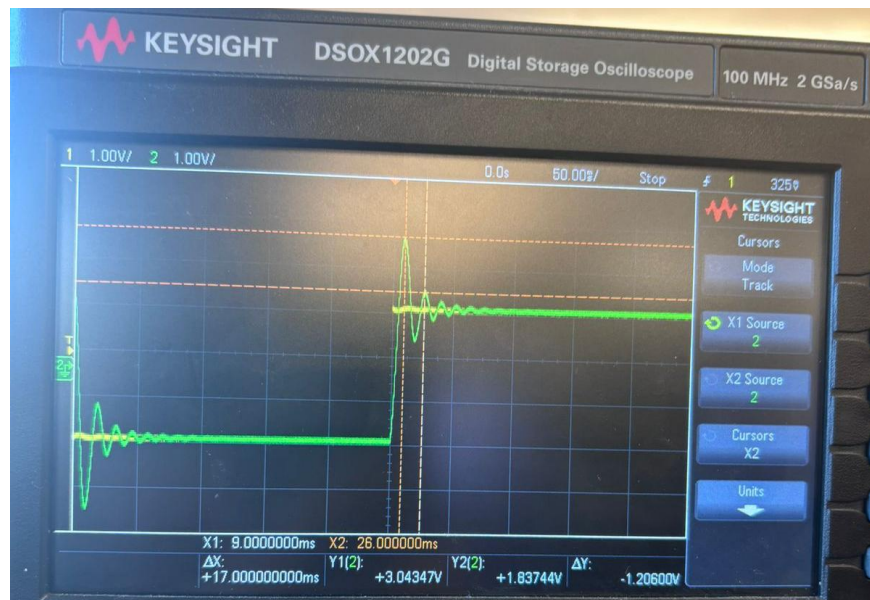 KEYSIGHT DSOX1202G Digital Storage Oscilloscope 100 MHz 2 GSa/s
1 1.00V/ 2 1.00V/ 0.0s 50.00㎳/ Stop 1 325
KEYSIGHT
TECHNOLOGIES
Cursors
Mode
Track
X1 Source
2
X2 Source
2
Cursors
X2
Units
T
2
X1: 9.0000000ms X2: 26.000000ms
ΔX: Y1(2): Y2(2): ΔY:
+17.000000000ms +3.04347V +1.83744V -1.20600V